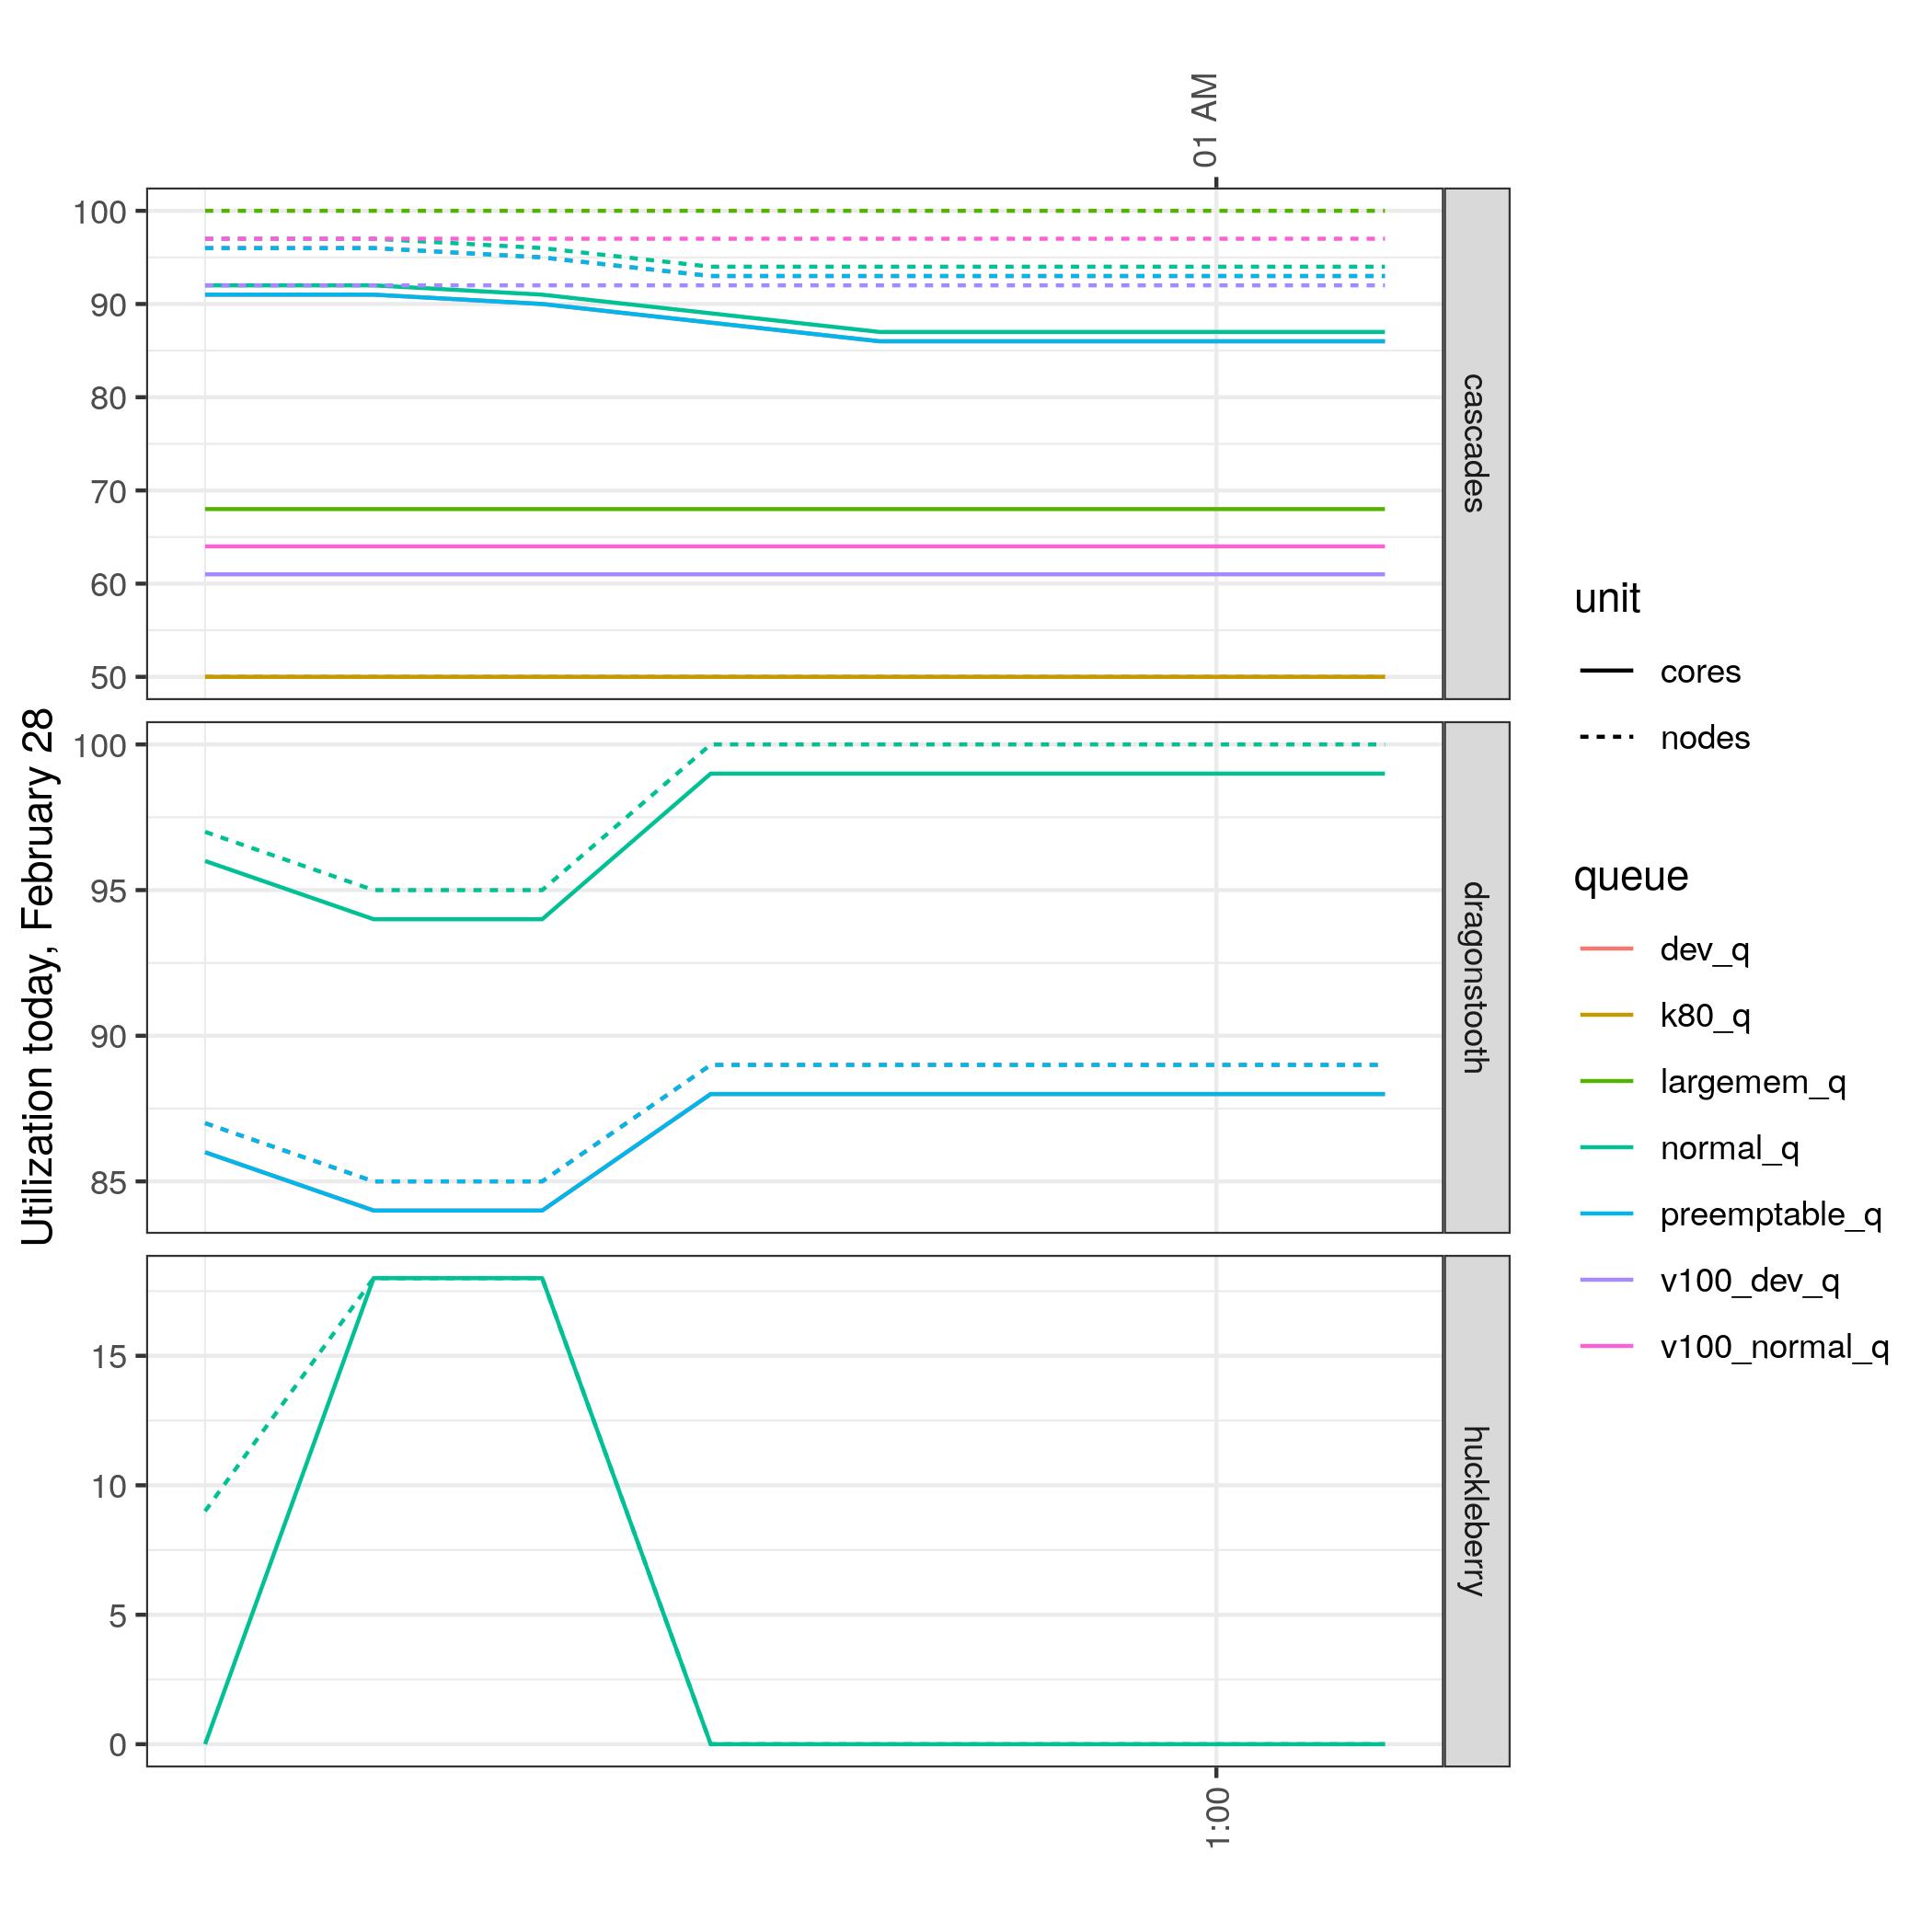 01 AM
100
90
80
70
60
50
cascades
Utilization today, February 28
100
95
90
85
dragonstooth
15
10
5
0
huckleberry
1:00
unit
cores
nodes
queue
dev_q
k80_q
largemem_q
normal_q
preemptable_q
v100_dev_q
v100_normal_q